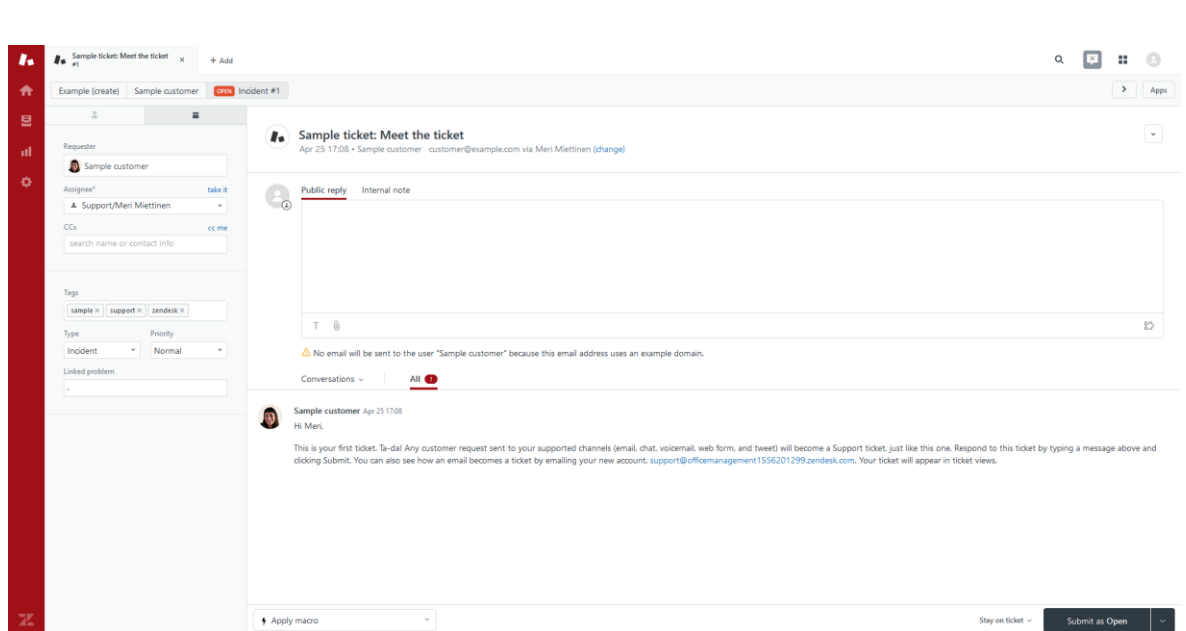 Sample ticket: Meet the ticket
#1
× + Add
Example (create) Sample customer OPEN Incident #1
Apps
Requester
Sample customer
Assignee* take it
Support/Meri Miettinen
CCs cc me
search name or contact info
Tags
sample × support × zendesk ×
Type Priority
Incident Normal
Linked problem
-
Sample ticket: Meet the ticket
Apr 25 17:08 • Sample customer customer@example.com via Meri Miettinen (change)
Public reply Internal note
T
No email will be sent to the user "Sample customer" because this email address uses an example domain.
Conversations All 1
Sample customer Apr 25 17:08
Hi Meri,
This is your first ticket. Ta-da! Any customer request sent to your supported channels (email, chat, voicemail, web form, and tweet) will become a Support ticket, just like this one. Respond to this ticket by typing a message above and
clicking Submit. You can also see how an email becomes a ticket by emailing your new account, support@officemanagement1556201299.zendesk.com. Your ticket will appear in ticket views.
Apply macro
Stay on ticket Submit as Open